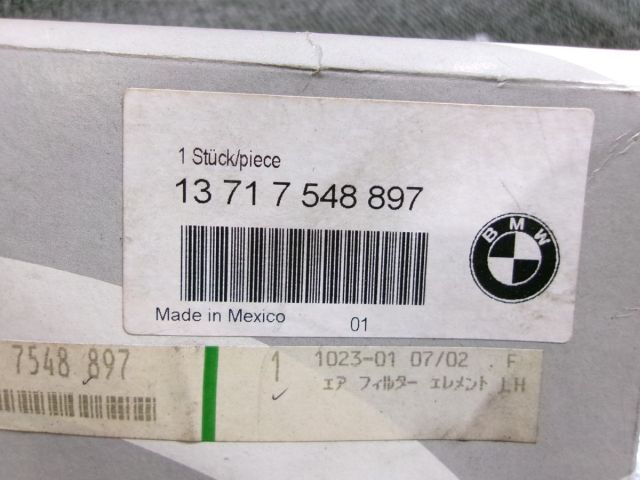 1 Stück/piece
13 71 7 548 897
BMW
Made in Mexico
01
7548 897
1
1023-01 07/02 F
エア フィルター エレメント LH